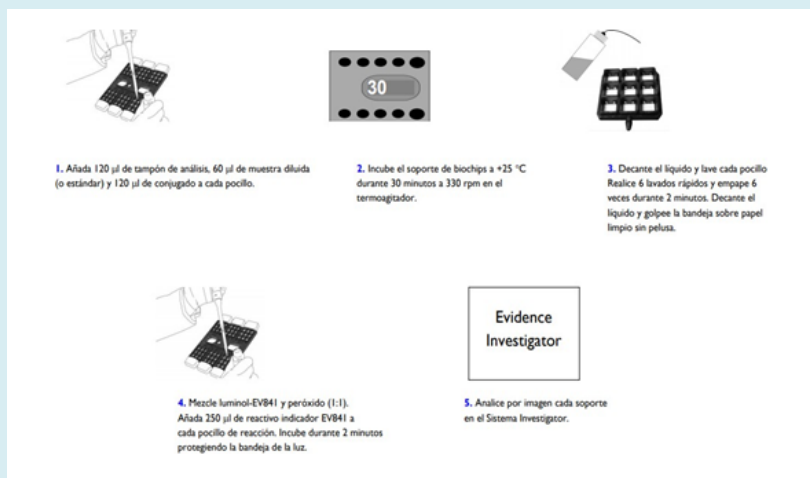 30
1. Añada 120 µl de tampón de análisis, 60 µl de muestra diluida
(o estándar) y 120 µl de conjugado a cada pocillo.
2. Incube el soporte de biochips a +25 °C
durante 30 minutos a 330 rpm en el
termoagitador.
3. Decante el líquido y lave cada pocillo
Realice 6 lavados rápidos y empape 6
veces durante 2 minutos. Decante el
líquido y golpee la bandeja sobre papel
limpio sin pelusa.
4. Mezcle luminol-EV841 y peróxido (1:1).
Añada 250 µl de reactivo indicador EV841 a
cada pocillo de reacción. Incube durante 2 minutos
protegiendo la bandeja de la luz.
Evidence
Investigator
5. Analice por imagen cada soporte
en el Sistema Investigator.